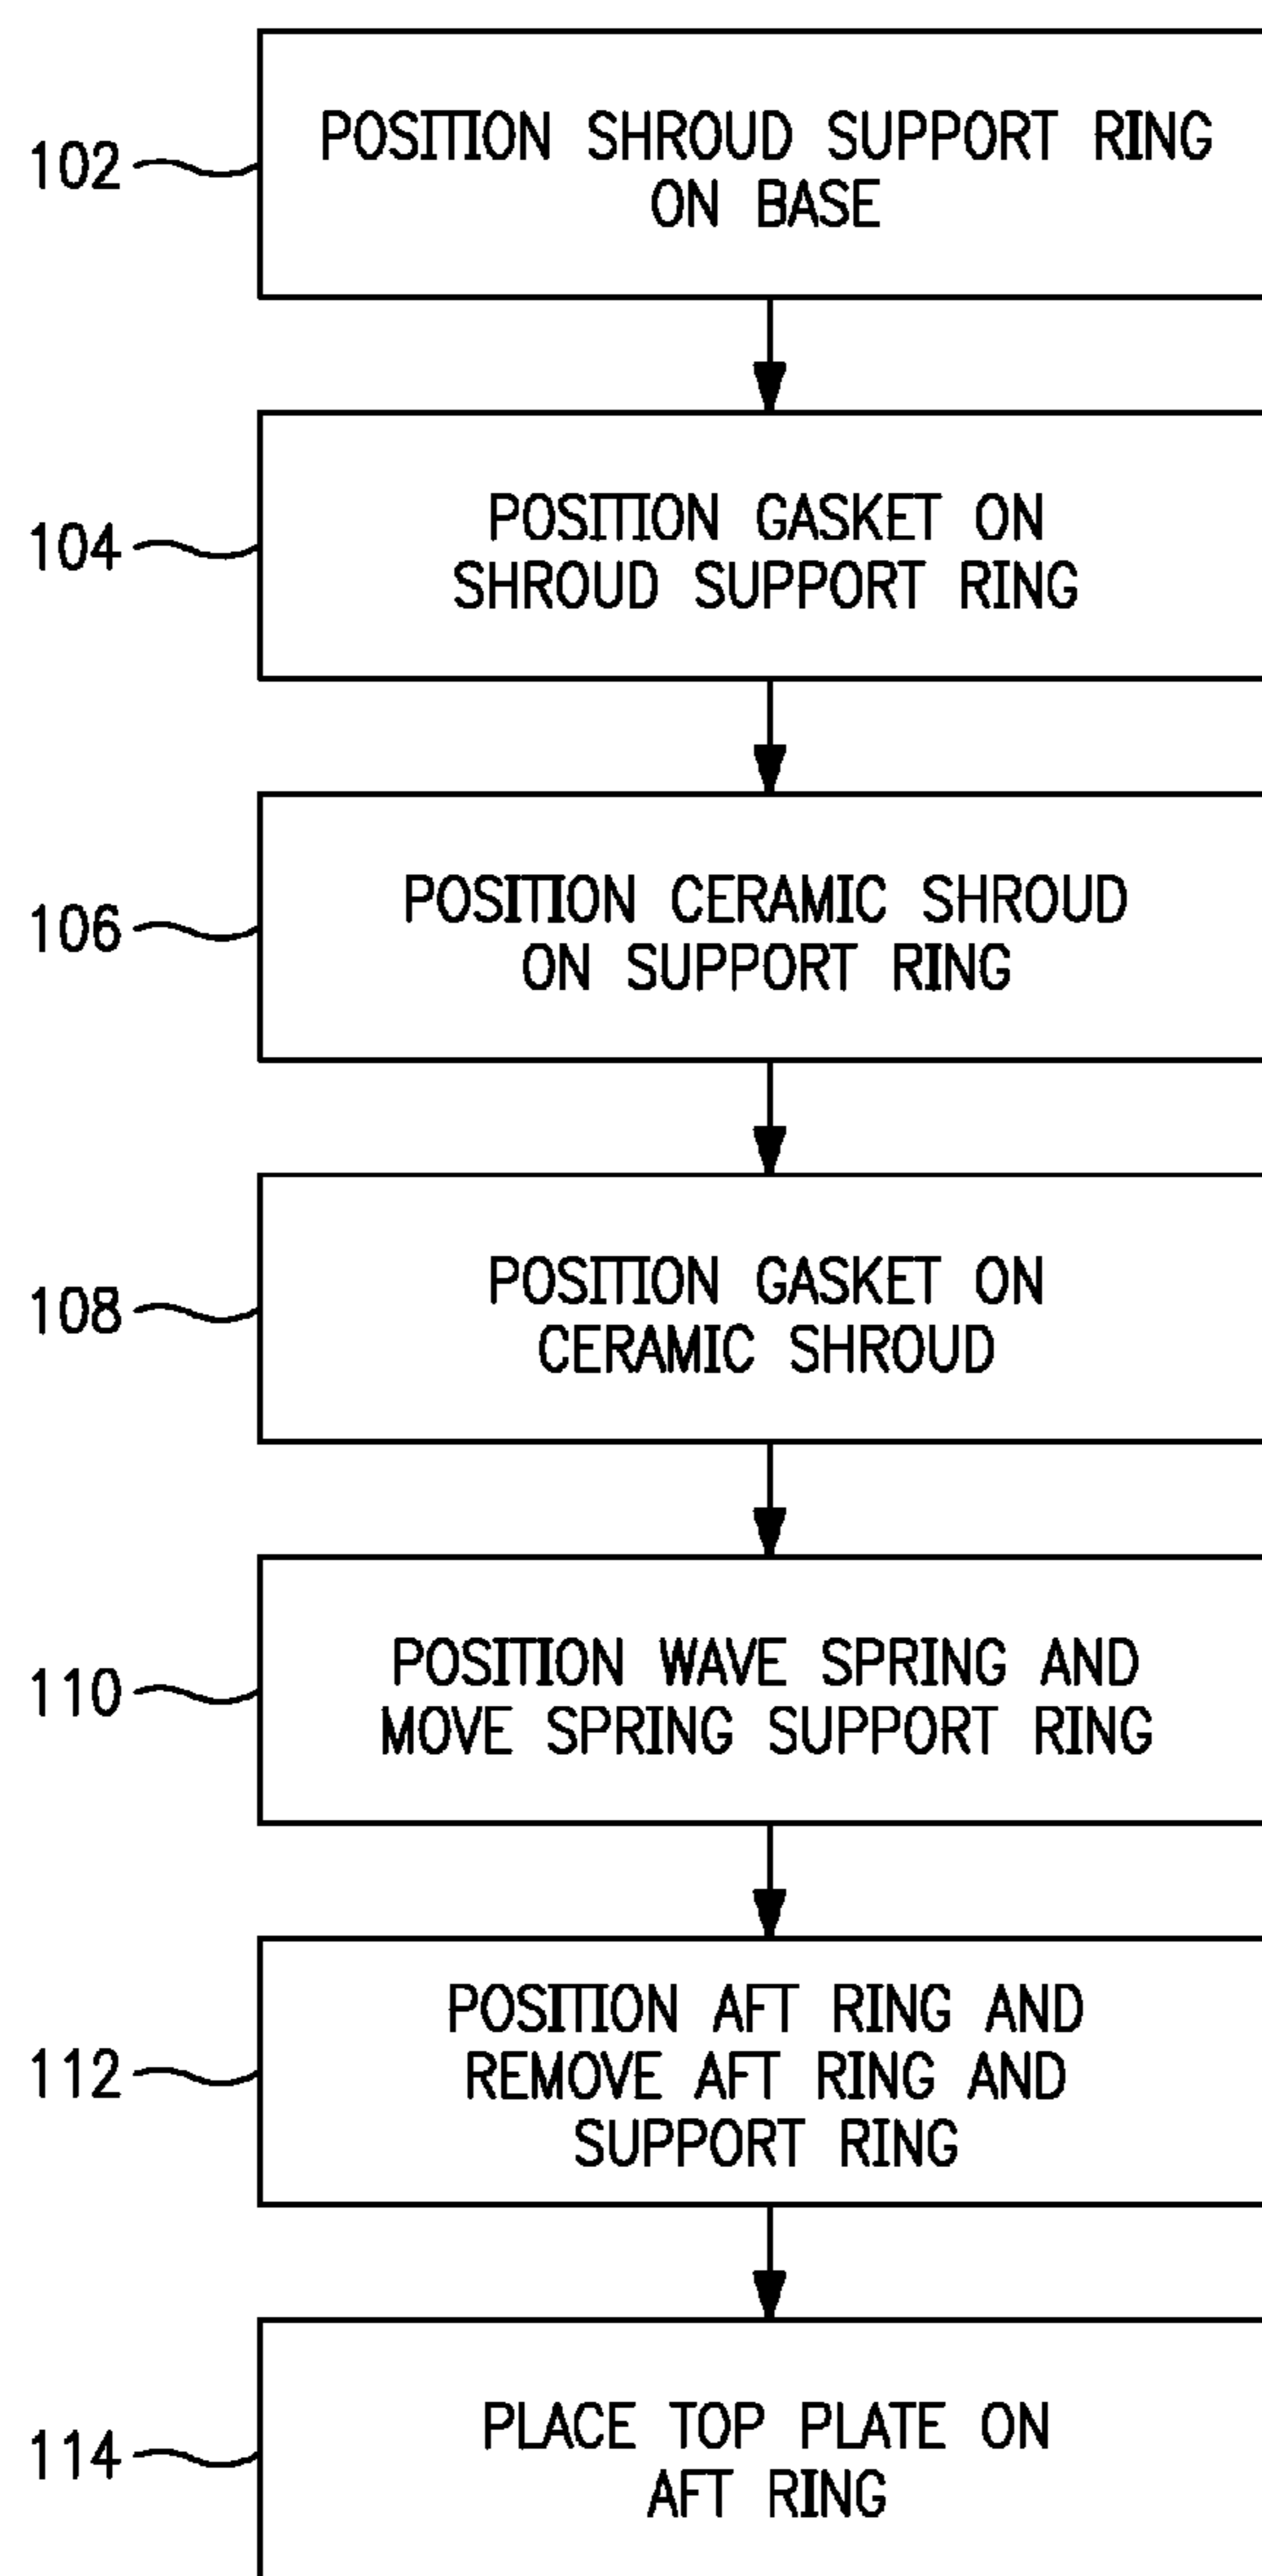 102
POSITION SHROUD SUPPORT RING
ON BASE
104
POSITION GASKET ON
SHROUD SUPPORT RING
106
POSITION CERAMIC SHROUD
ON SUPPORT RING
108
POSITION GASKET ON
CERAMIC SHROUD
110
POSITION WAVE SPRING AND
MOVE SPRING SUPPORT RING
112
POSITION AFT RING AND
REMOVE AFT RING AND
SUPPORT RING
114
PLACE TOP PLATE ON
AFT RING